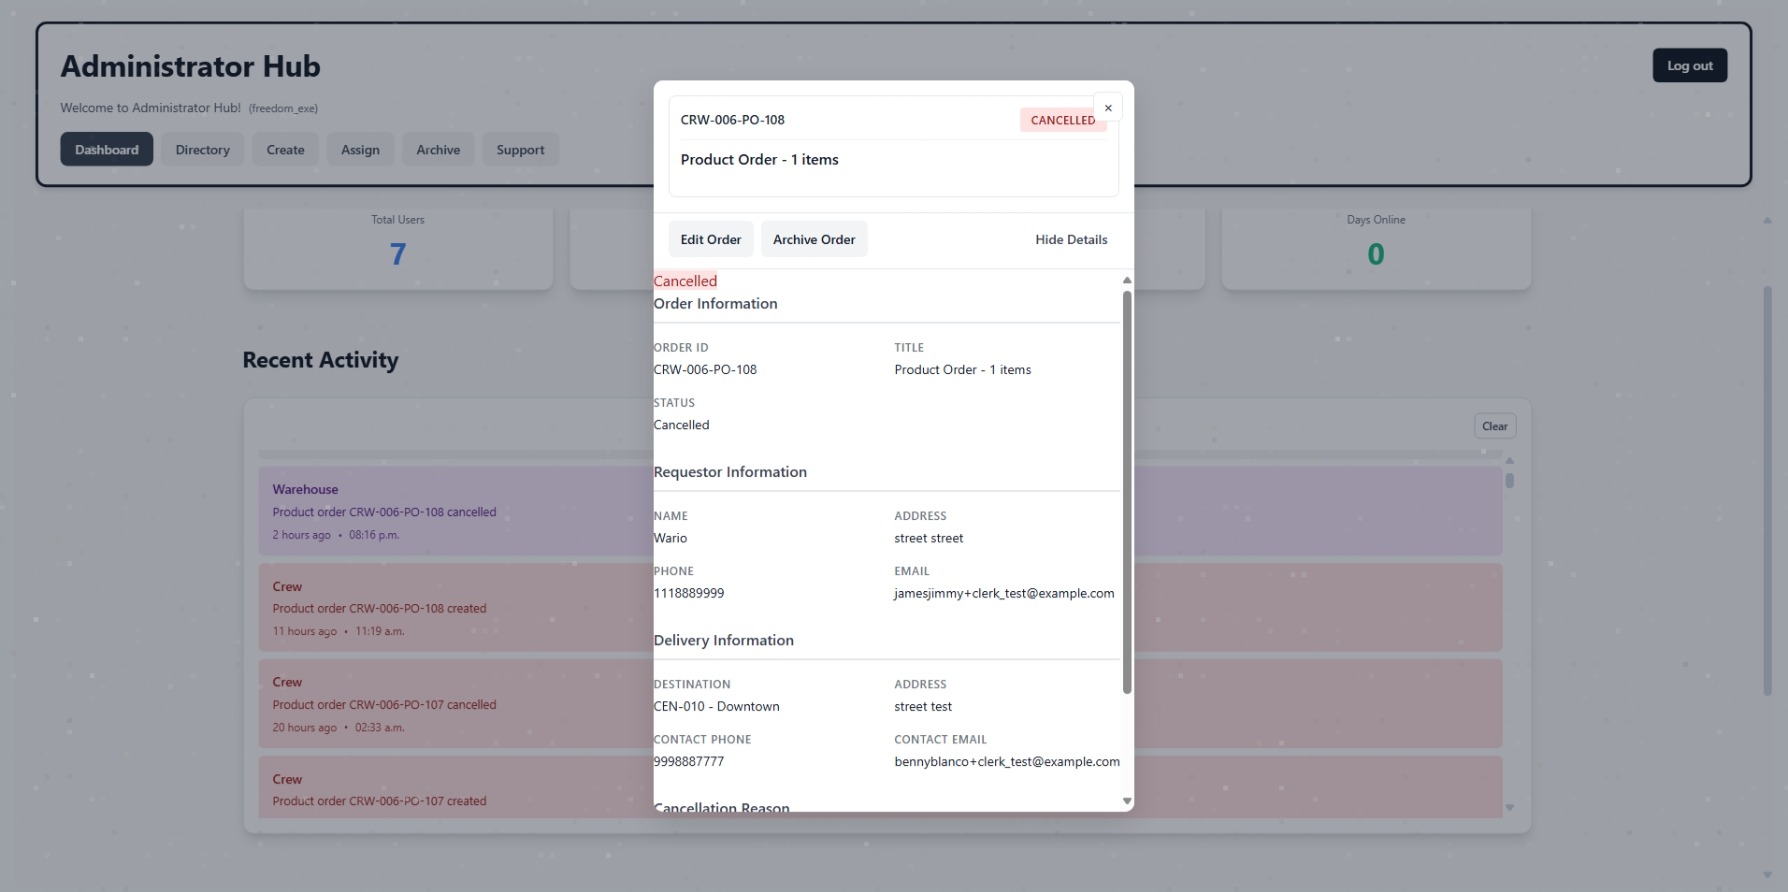 Administrator Hub
Log out
Welcome to Administrator Hub! (freedom_exe)
Dashboard
Directory
Create
Assign
Archive
Support
Total Users
7
Days Online
0
Recent Activity
Clear
Warehouse
Product order CRW-006-PO-108 cancelled
2 hours ago • 08:16 p.m.
Crew
Product order CRW-006-PO-108 created
11 hours ago • 11:19 a.m.
Crew
Product order CRW-006-PO-107 cancelled
20 hours ago • 02:33 a.m.
Crew
Product order CRW-006-PO-107 created
×
CRW-006-PO-108
CANCELLED
Product Order - 1 items
Edit Order
Archive Order
Hide Details
Cancelled
Order Information
ORDER ID
TITLE
CRW-006-PO-108
Product Order - 1 items
STATUS
Cancelled
Requestor Information
NAME
ADDRESS
Wario
street street
PHONE
EMAIL
1118889999
jamesjimmy+clerk_test@example.com
Delivery Information
DESTINATION
ADDRESS
CEN-010 - Downtown
street test
CONTACT PHONE
CONTACT EMAIL
9998887777
bennyblanco+clerk_test@example.com
Cancellation Reason